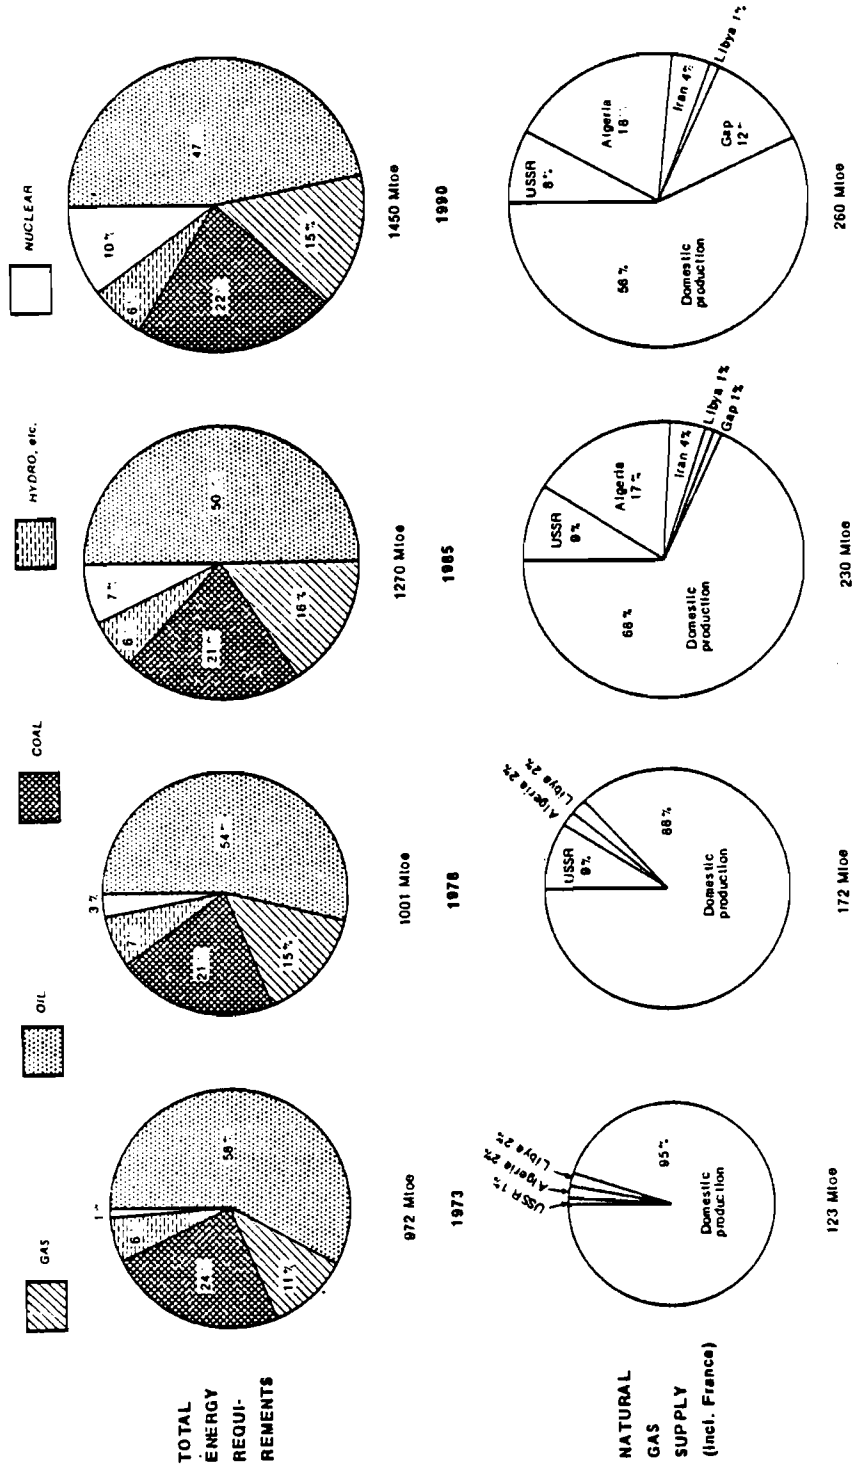 GAS
OIL
COAL
HYDRO, etc.
NUCLEAR
TOTAL
ENERGY
REQUI-
REMENTS
1
6
24
11%
58
972 Mtoe
1973
3 %
7
21
15%
54
1001 Mtoe
1978
7
6
21
16%
50
1270 Mtoe
1985
10%
6
22
15%
47
1450 Mtoe
1990
NATURAL
GAS
SUPPLY
(incl. France)
USSR 1%
Algeria 2%
Libya 2%
95%
Domestic
production
123 Mtoe
USSR
9%
Algeria 2%
Libya 2%
88%
Domestic
production
172 Mtoe
USSR
9%
Algeria
17%
Iran 4%
Libya 1%
Gap 1%
68%
Domestic
production
230 Mtoe
USSR
8%
Algeria
18
Iran 4%
Libya 1%
Gap
12
56%
Domestic
production
260 Mtoe